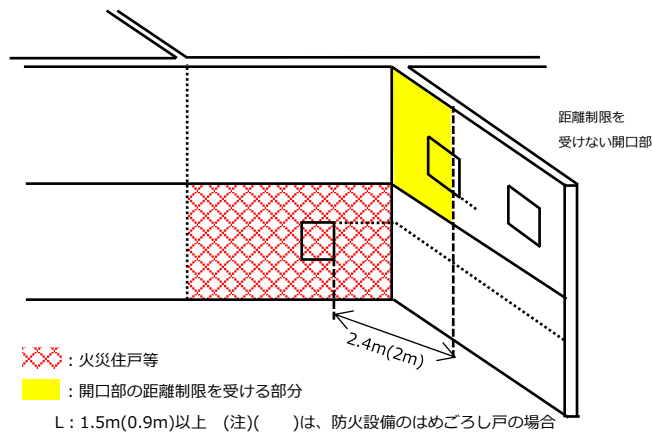 距離制限を
受けない開口部
2.4m(2m)
：火災住戸等
：開口部の距離制限を受ける部分
L：1.5m(0.9m)以上　(注)(　　)は、防火設備のはめごろし戸の場合